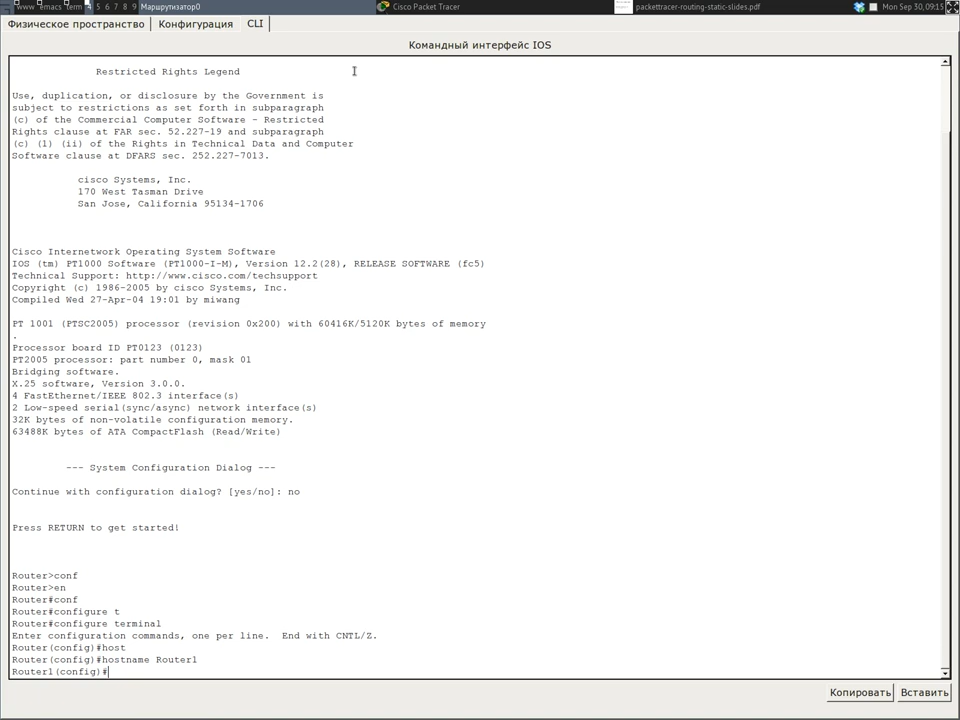 www emacs term 4 5 6 7 8 9 Маршрутизатор0 Cisco Packet Tracer packettracer-routing-static-slides.pdf Mon Sep 30, 09:15
Физическое пространство Конфигурация CLI
Командный интерфейс IOS
Restricted Rights Legend
Use, duplication, or disclosure by the Government is
subject to restrictions as set forth in subparagraph
(c) of the Commercial Computer Software - Restricted
Rights clause at FAR sec. 52.227-19 and subparagraph
(c) (1) (ii) of the Rights in Technical Data and Computer
Software clause at DFARS sec. 252.227-7013.
cisco Systems, Inc.
170 West Tasman Drive
San Jose, California 95134-1706
Cisco Internetwork Operating System Software
IOS (tm) PT1000 Software (PT1000-I-M), Version 12.2(28), RELEASE SOFTWARE (fc5)
Technical Support: http://www.cisco.com/techsupport
Copyright (c) 1986-2005 by cisco Systems, Inc.
Compiled Wed 27-Apr-04 19:01 by miwang
PT 1001 (PTSC2005) processor (revision 0x200) with 60416K/5120K bytes of memory
.
Processor board ID PT0123 (0123)
PT2005 processor: part number 0, mask 01
Bridging software.
X.25 software, Version 3.0.0.
4 FastEthernet/IEEE 802.3 interface(s)
2 Low-speed serial(sync/async) network interface(s)
32K bytes of non-volatile configuration memory.
63488K bytes of ATA CompactFlash (Read/Write)
--- System Configuration Dialog ---
Continue with configuration dialog? [yes/no]: no
Press RETURN to get started!
Router>conf
Router>en
Router#conf
Router#configure t
Router#configure terminal
Enter configuration commands, one per line.  End with CNTL/Z.
Router(config)#host
Router(config)#hostname Router1
Router1(config)#
Копировать Вставить